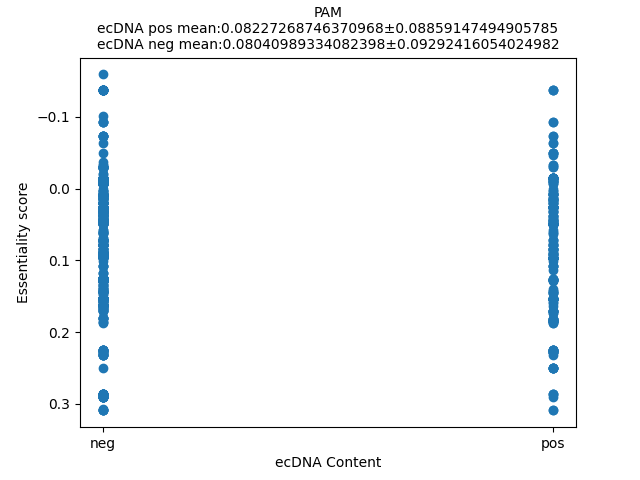 PAM
ecDNA pos mean:0.08227268746370968±0.08859147494905785
ecDNA neg mean:0.08040989334082398±0.09292416054024982
−0.1
0.0
0.1
0.2
0.3
Essentiality score
neg
pos
ecDNA Content